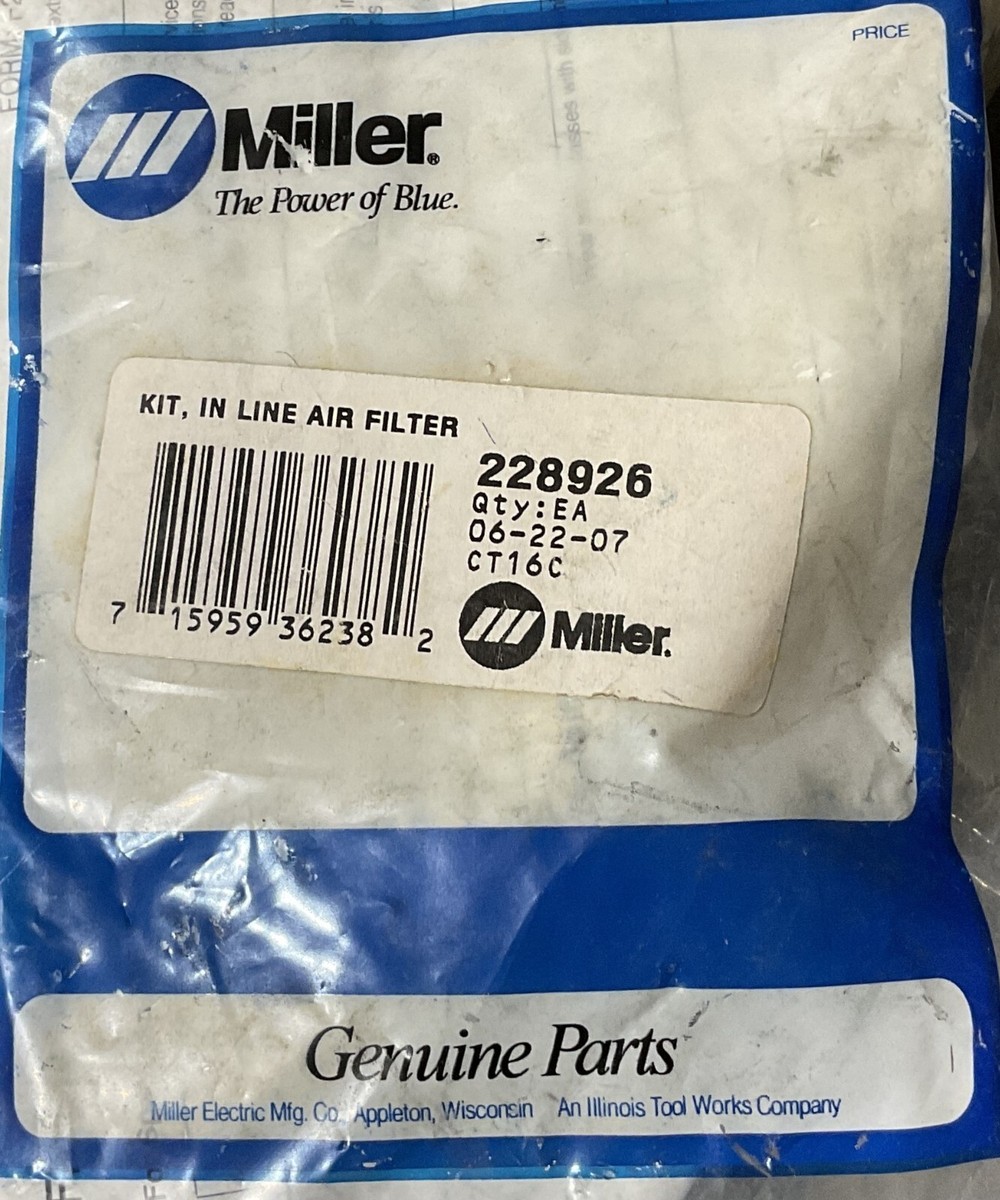 PRICE
Miller®
The Power of Blue.
KIT, IN LINE AIR FILTER
228926
Qty:EA
06-22-07
CT16C
7 15959 36238 2
Miller.
Genuine Parts
Miller Electric Mfg. Co. Appleton, Wisconsin An Illinois Tool Works Company